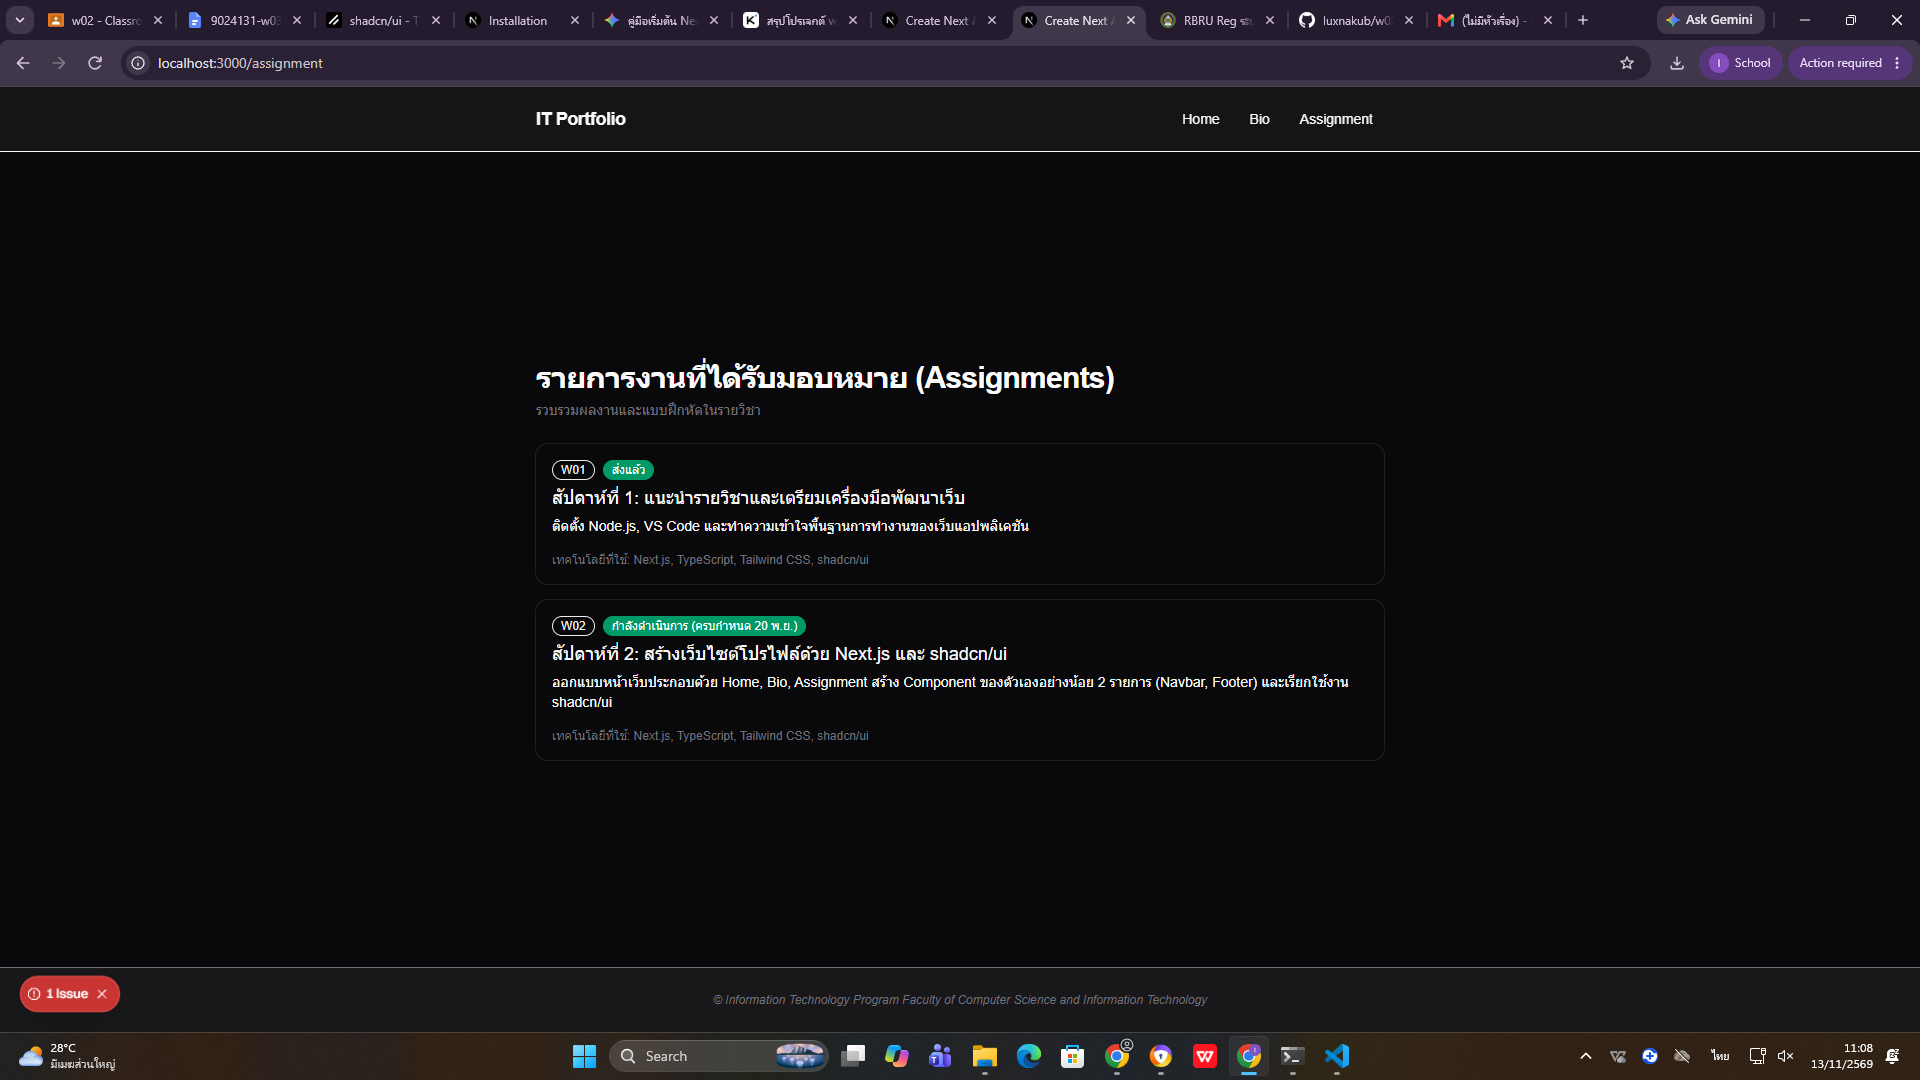 w02 - Classro
9024131-w03
shadcn/ui - T
Installation
คู่มือเริ่มต้น Ne
สรุปโปรเจกต์ w
Create Next A
Create Next A
RBRU Reg ระบ
luxnakub/w02
(ไม่มีหัวเรื่อง) -
Ask Gemini
localhost:3000/assignment
School
Action required
IT Portfolio
Home
Bio
Assignment
รายการงานที่ได้รับมอบหมาย (Assignments)
รวบรวมผลงานและแบบฝึกหัดในรายวิชา
W01
ส่งแล้ว
สัปดาห์ที่ 1: แนะนำรายวิชาและเตรียมเครื่องมือพัฒนาเว็บ
ติดตั้ง Node.js, VS Code และทำความเข้าใจพื้นฐานการทำงานของเว็บแอปพลิเคชัน
เทคโนโลยีที่ใช้: Next.js, TypeScript, Tailwind CSS, shadcn/ui
W02
กำลังดำเนินการ (ครบกำหนด 20 พ.ย.)
สัปดาห์ที่ 2: สร้างเว็บไซต์โปรไฟล์ด้วย Next.js และ shadcn/ui
ออกแบบหน้าเว็บประกอบด้วย Home, Bio, Assignment สร้าง Component ของตัวเองอย่างน้อย 2 รายการ (Navbar, Footer) และเรียกใช้งาน
shadcn/ui
เทคโนโลยีที่ใช้: Next.js, TypeScript, Tailwind CSS, shadcn/ui
1 Issue
© Information Technology Program Faculty of Computer Science and Information Technology
28°C
มีเมฆส่วนใหญ่
Search
ไทย
11:08
13/11/2569